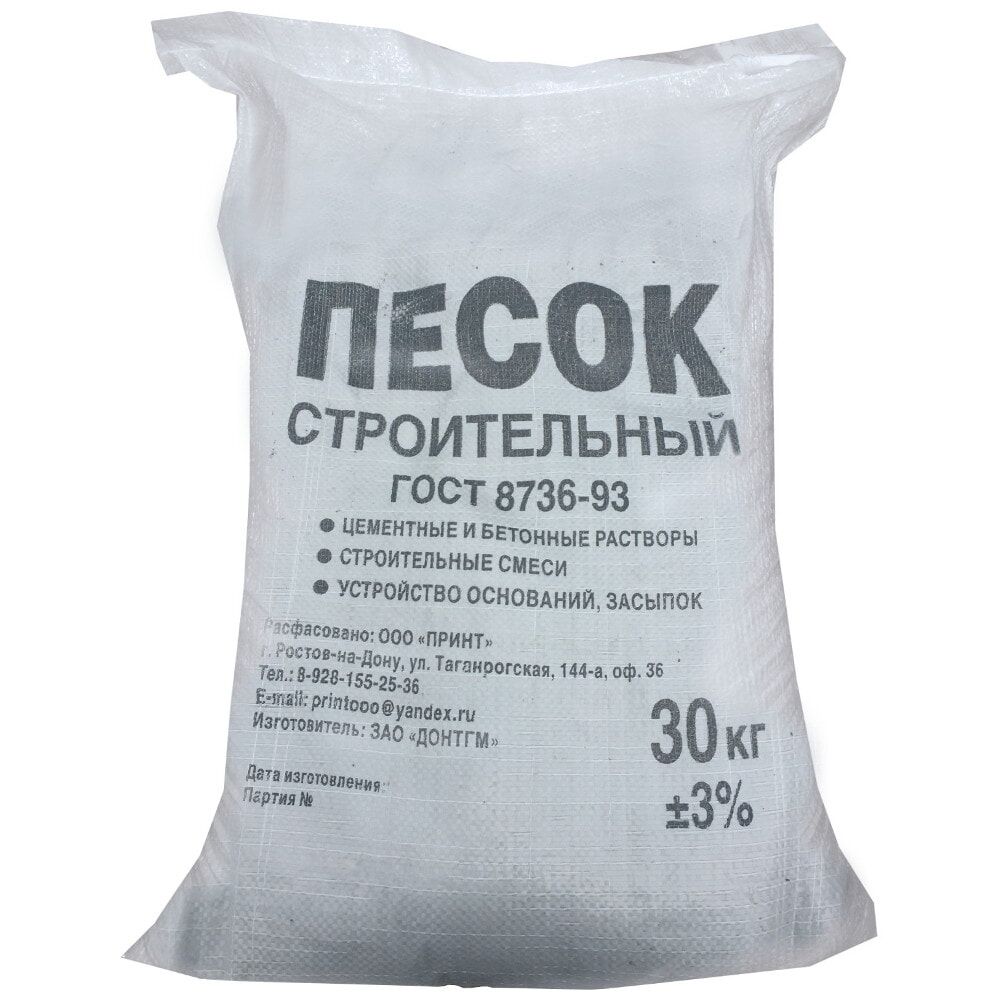 ПЕСОК
СТРОИТЕЛЬНЫЙ
ГОСТ 8736-93
● ЦЕМЕНТНЫЕ И БЕТОННЫЕ РАСТВОРЫ
● СТРОИТЕЛЬНЫЕ СМЕСИ
● УСТРОЙСТВО ОСНОВАНИЙ, ЗАСЫПОК
Расфасовано: ООО «ПРИНТ»
г. Ростов-на-Дону, ул. Таганрогская, 144-а, оф. 36
Тел.: 8-928-155-25-36
E-mail: printooo@yandex.ru
Изготовитель: ЗАО «ДОНТГМ»
30 кг
±3%
Дата изготовления:
Партия №